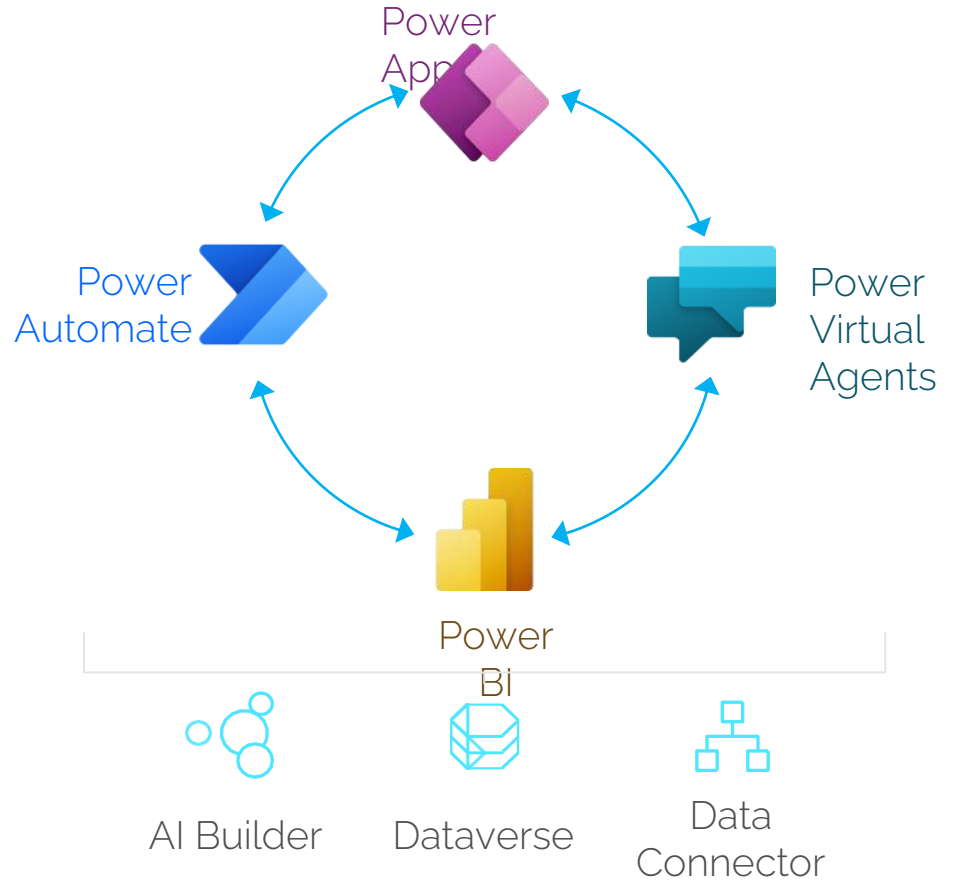 Power
App
Power
Automate
Power
Virtual
Agents
Power
BI
AI Builder
Dataverse
Data
Connector